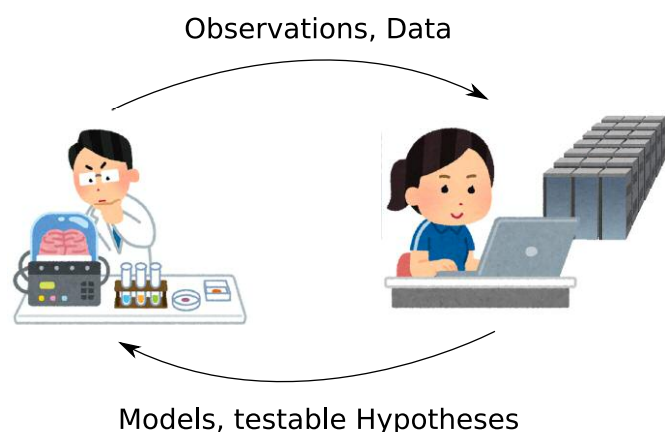 Observations, Data
Models, testable Hypotheses